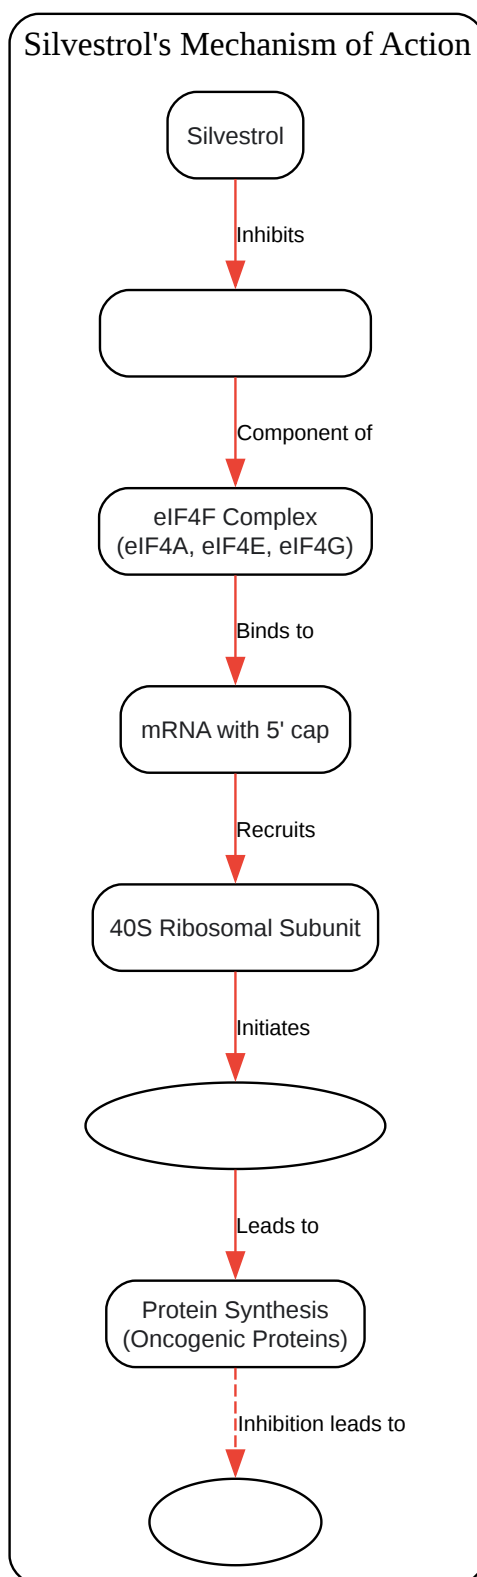 Silvestrol's Mechanism of Action
Silvestrol
Inhibits
Component of
eIF4F Complex
(eIF4A, eIF4E, eIF4G)
Binds to
mRNA with 5' cap
Recruits
40S Ribosomal Subunit
Initiates
Leads to
Protein Synthesis
(Oncogenic Proteins)
Inhibition leads to